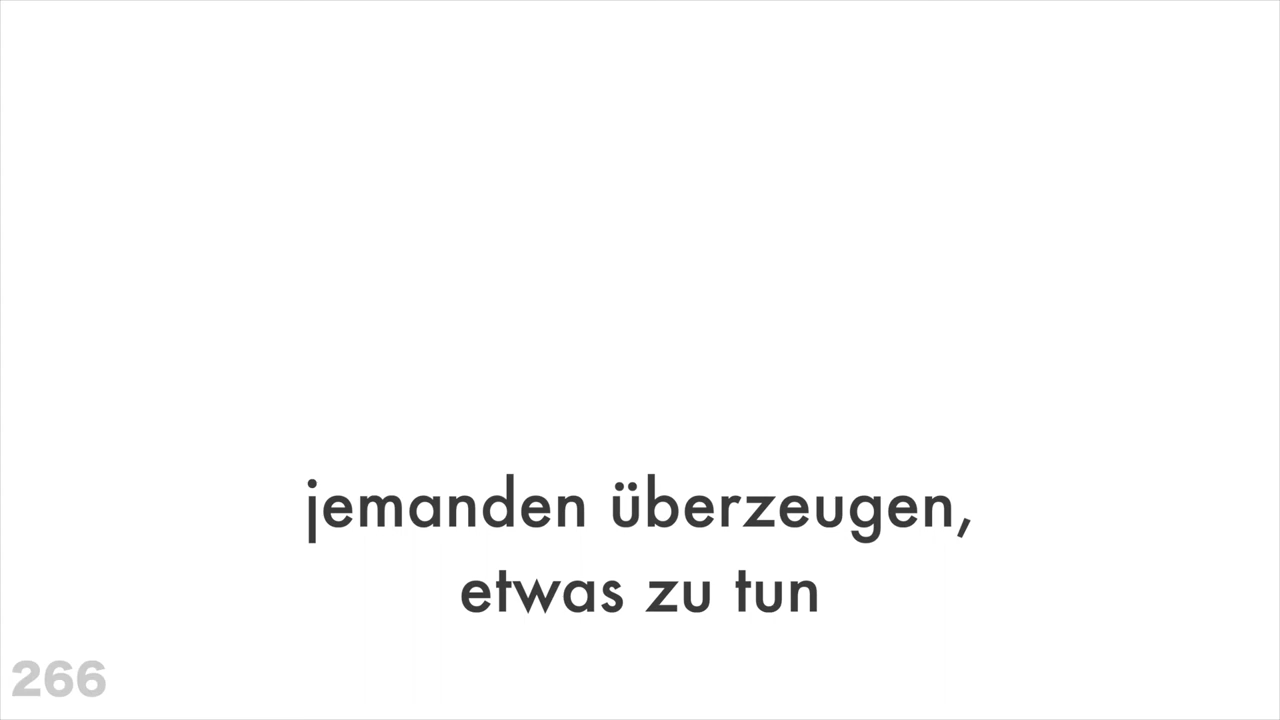 jemanden überzeugen,
etwas zu tun
266